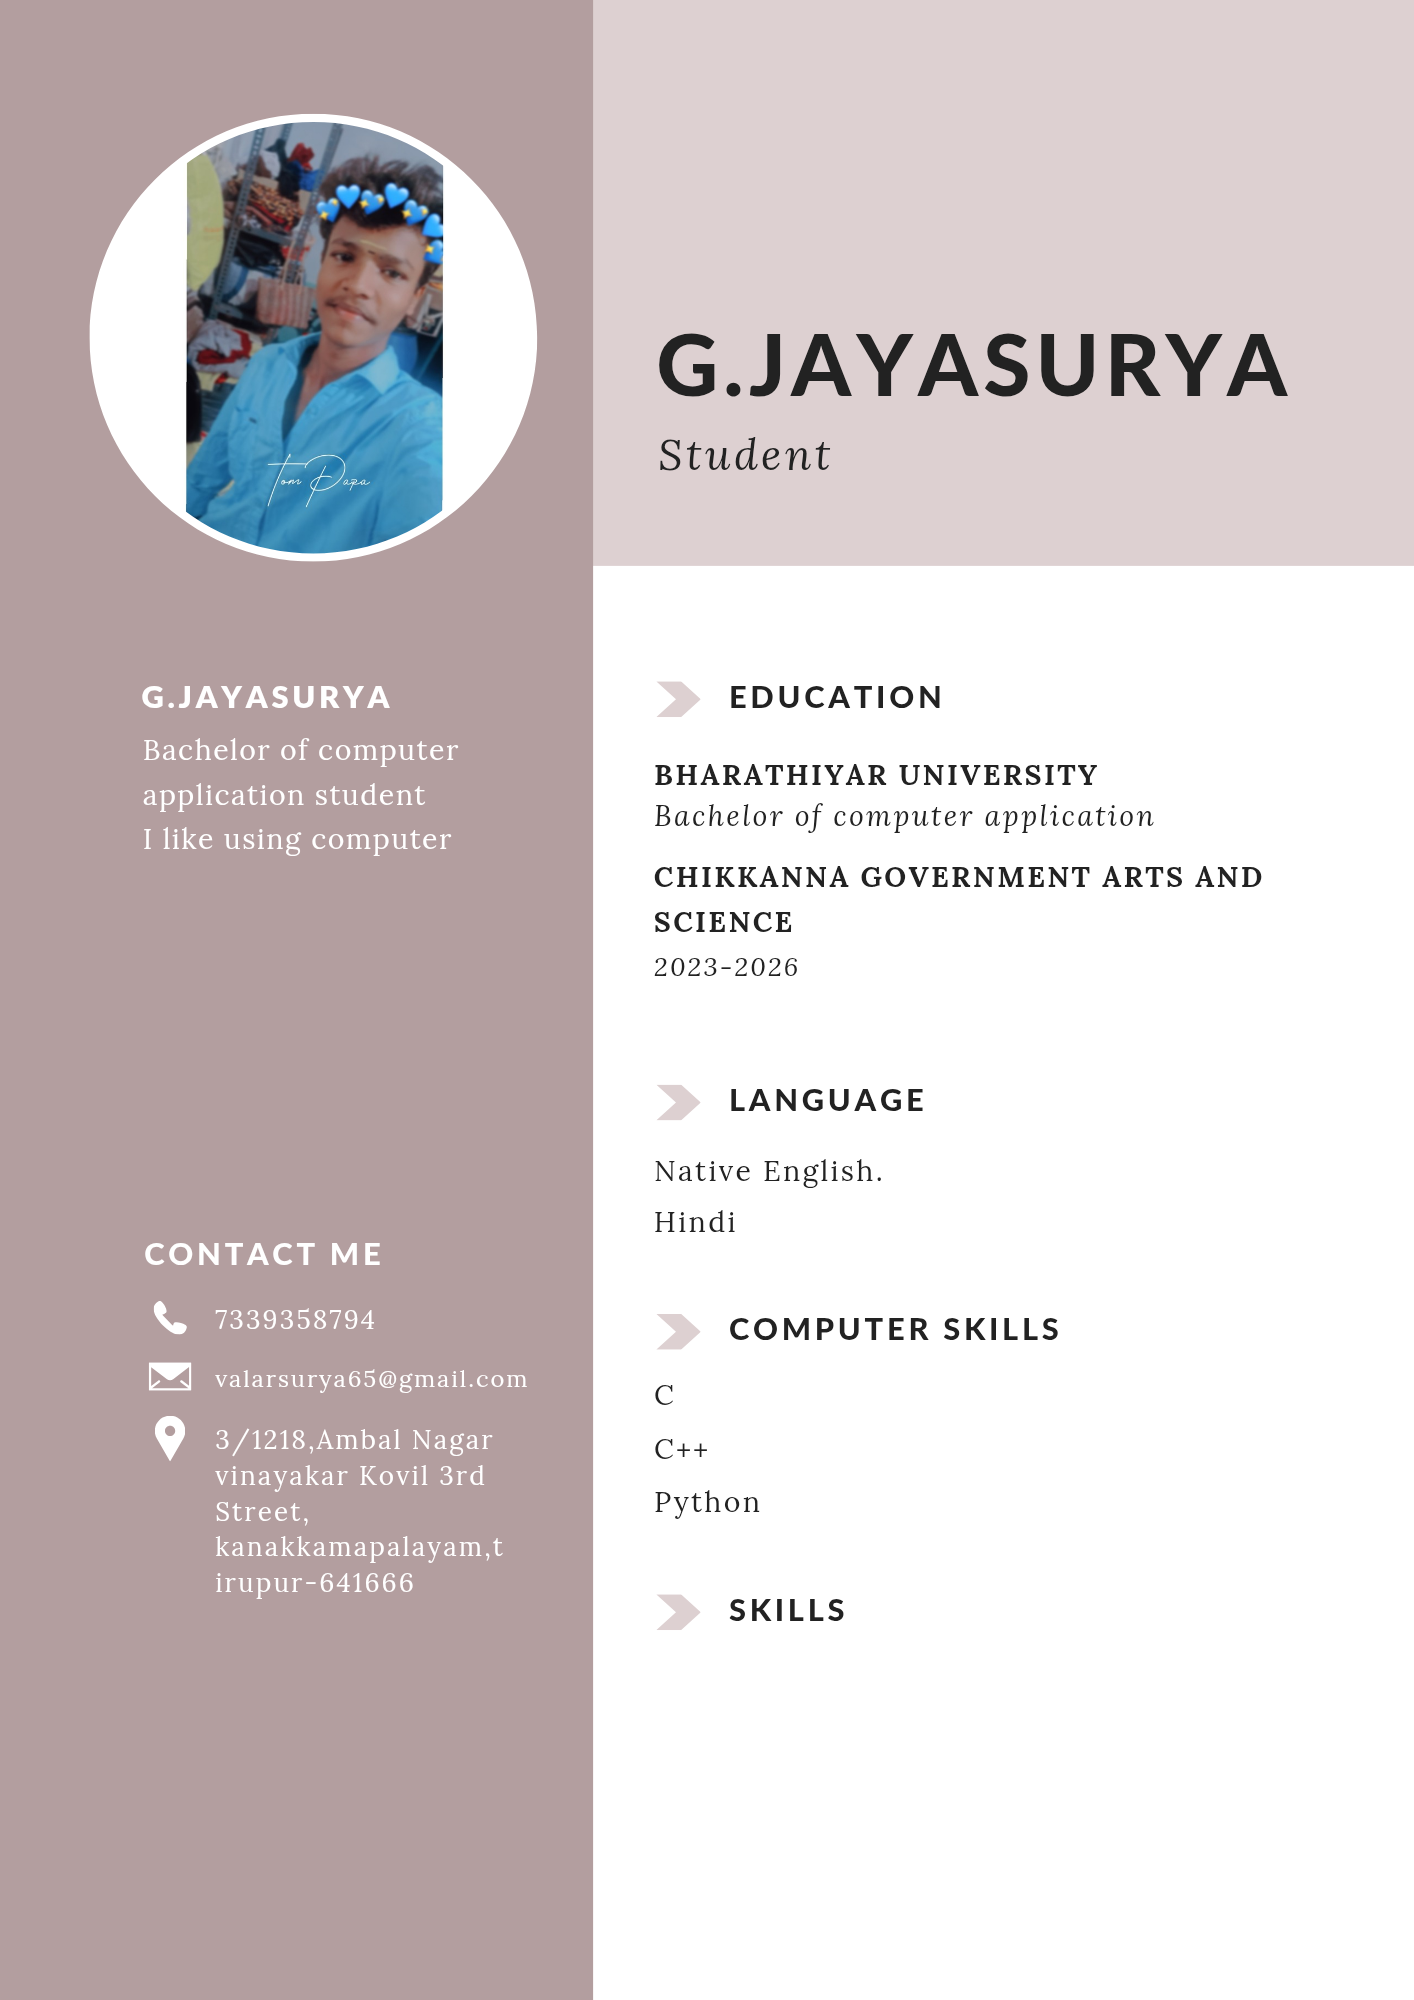 G.JAYASURYA
Student
Tom Papa
G.JAYASURYA
Bachelor of computer
application student
I like using computer
CONTACT ME
7339358794
valarsurya65@gmail.com
3/1218,Ambal Nagar
vinayakar Kovil 3rd
Street,
kanakkamapalayam,t
irupur-641666
EDUCATION
BHARATHIYAR UNIVERSITY
Bachelor of computer application
CHIKKANNA GOVERNMENT ARTS AND
SCIENCE
2023-2026
LANGUAGE
Native English.
Hindi
COMPUTER SKILLS
C
C++
Python
SKILLS